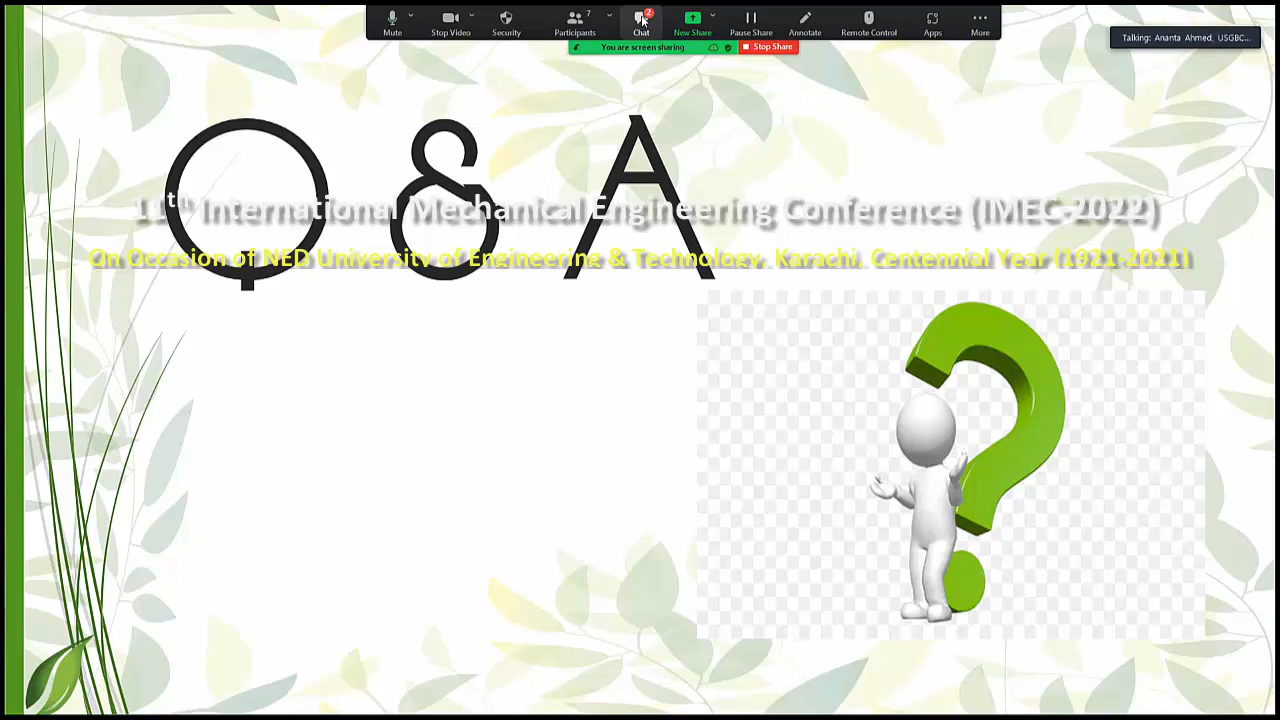 7
2
Mute
Stop Video
Security
Participants
Chat
New Share
Pause Share
Annotate
Remote Control
Apps
More
You are screen sharing
Stop Share
Talking: Ananta Ahmed, USGBC...
Q & A
11th International Mechanical Engineering Conference (IMEC-2022)
On Occasion of NED University of Engineering & Technology, Karachi, Centennial Year (1921-2021)
?